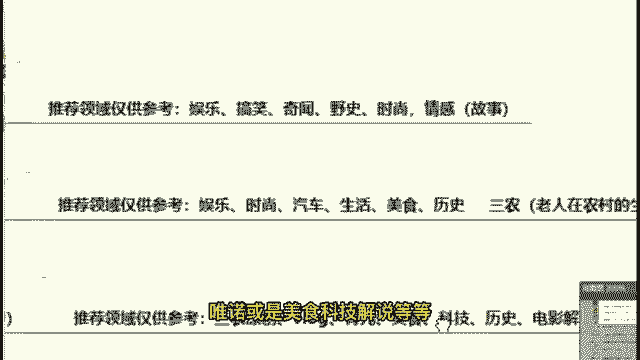 推荐领域仅供参考：娱乐、搞笑、奇闻、野史、时尚，情感（故事）
推荐领域仅供参考：娱乐、时尚、汽车、生活、美食、历史 三农（老人在农村的
）推荐领域仅供参考：三农
科技、历史、电影解
唯诺或是美食科技解说等等